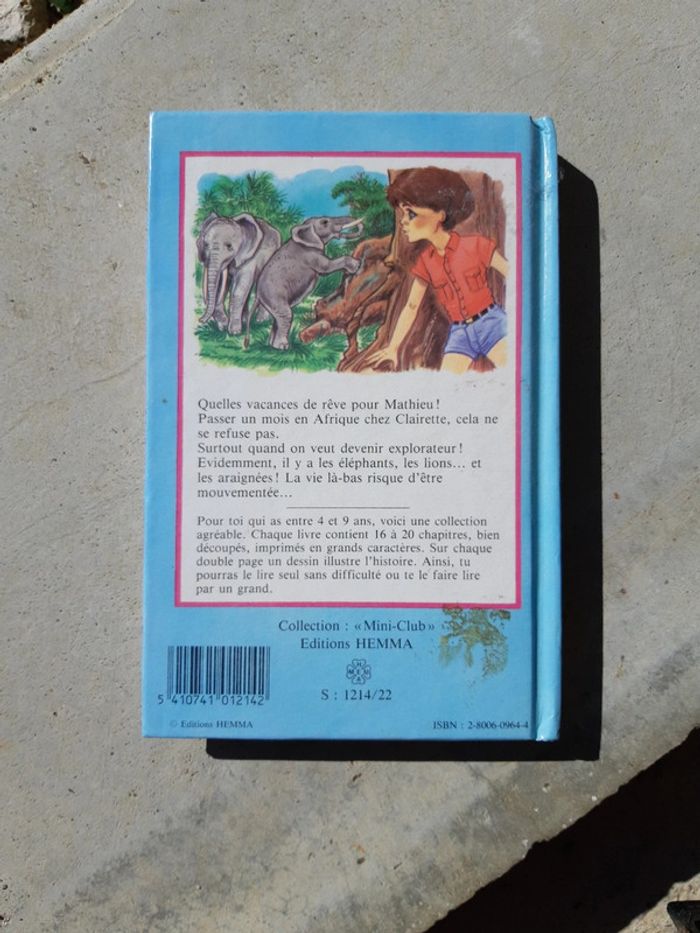 Quelles vacances de rêve pour Mathieu !
Passer un mois en Afrique chez Clairette, cela ne
se refuse pas.
Surtout quand on veut devenir explorateur !
Evidemment, il y a les éléphants, les lions... et
les araignées ! La vie là-bas risque d'être
mouvementée...
Pour toi qui as entre 4 et 9 ans, voici une collection
agréable. Chaque livre contient 16 à 20 chapitres, bien
découpés, imprimés en grands caractères. Sur chaque
double page un dessin illustre l'histoire. Ainsi, tu
pourras le lire seul sans difficulté ou te le faire lire
par un grand.
Collection : « Mini-Club »
Editions HEMMA
S : 1214/22
5 410741 012142
© Editions HEMMA
ISBN : 2-8006-0964-4